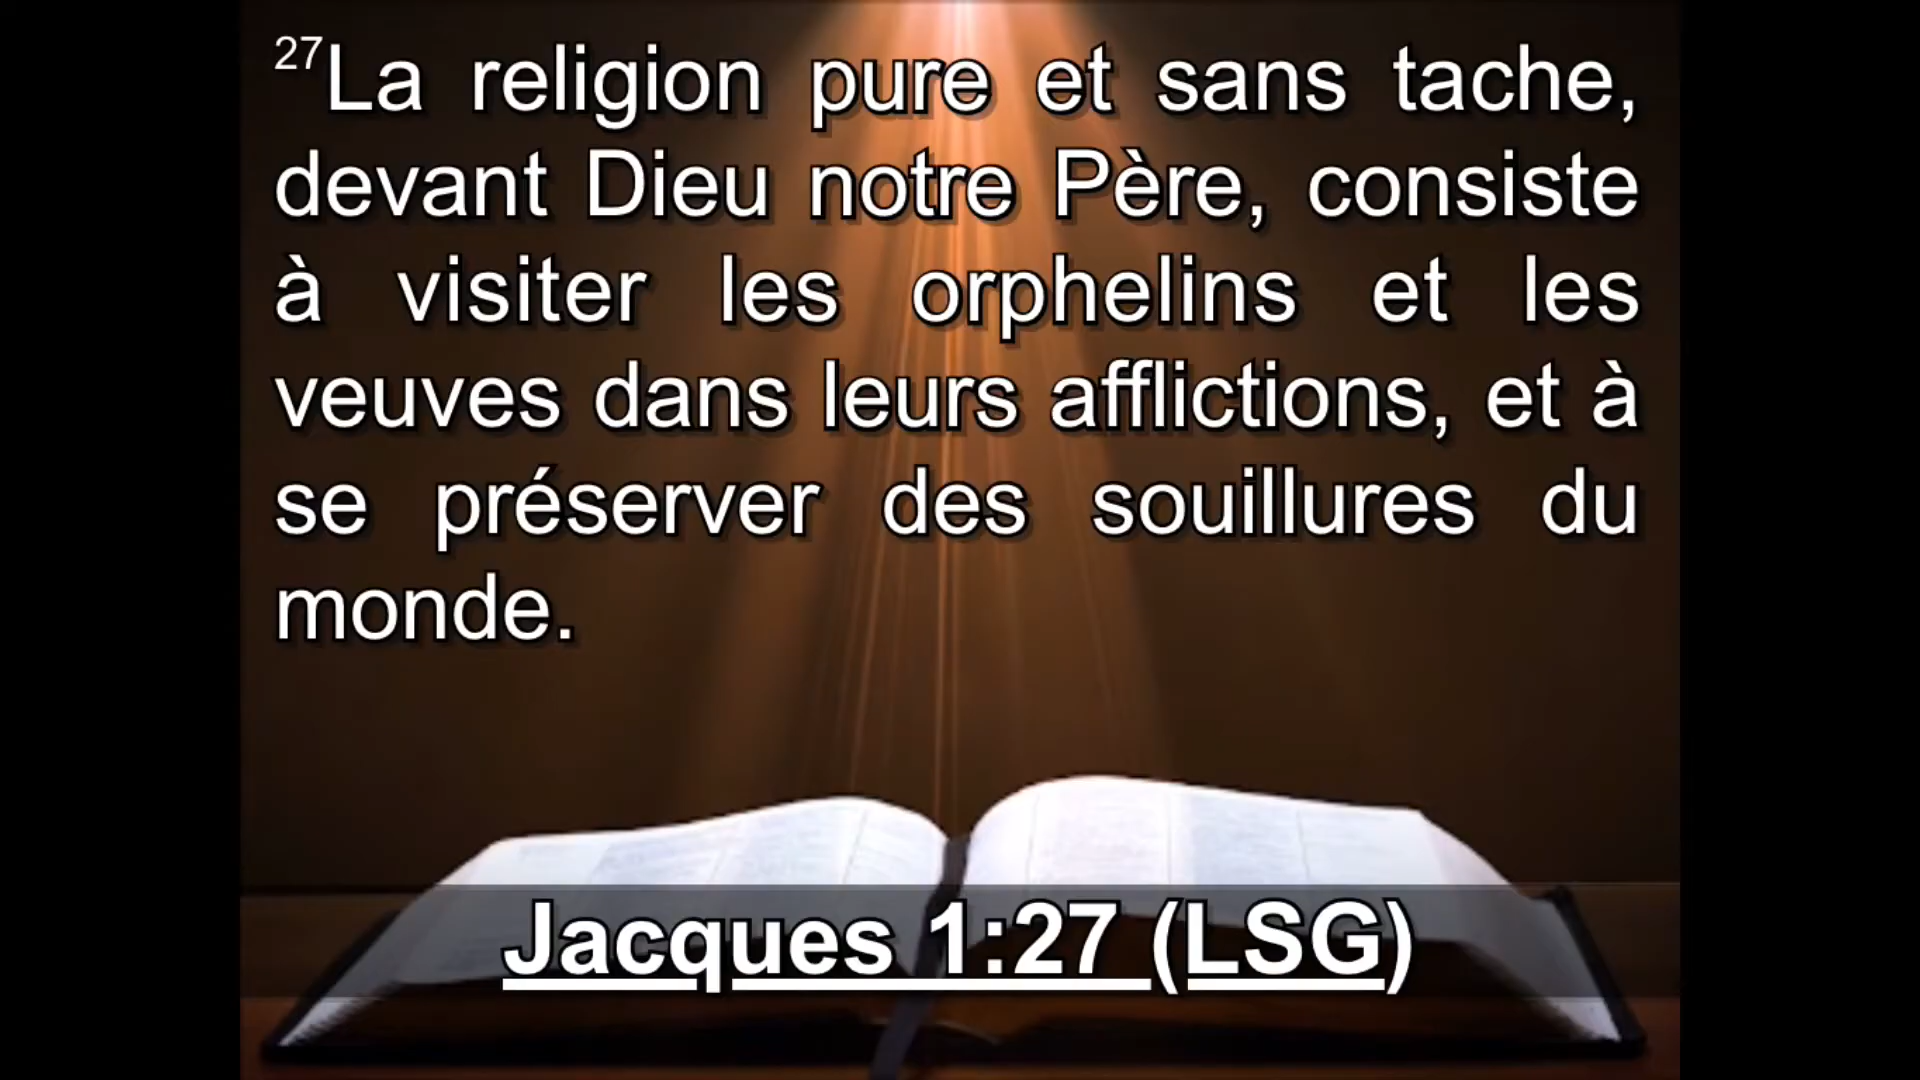 27La religion pure et sans tache,
devant Dieu notre Père, consiste
à visiter les orphelins et les
veuves dans leurs afflictions, et à
se préserver des souillures du
monde.
Jacques 1:27 (LSG)